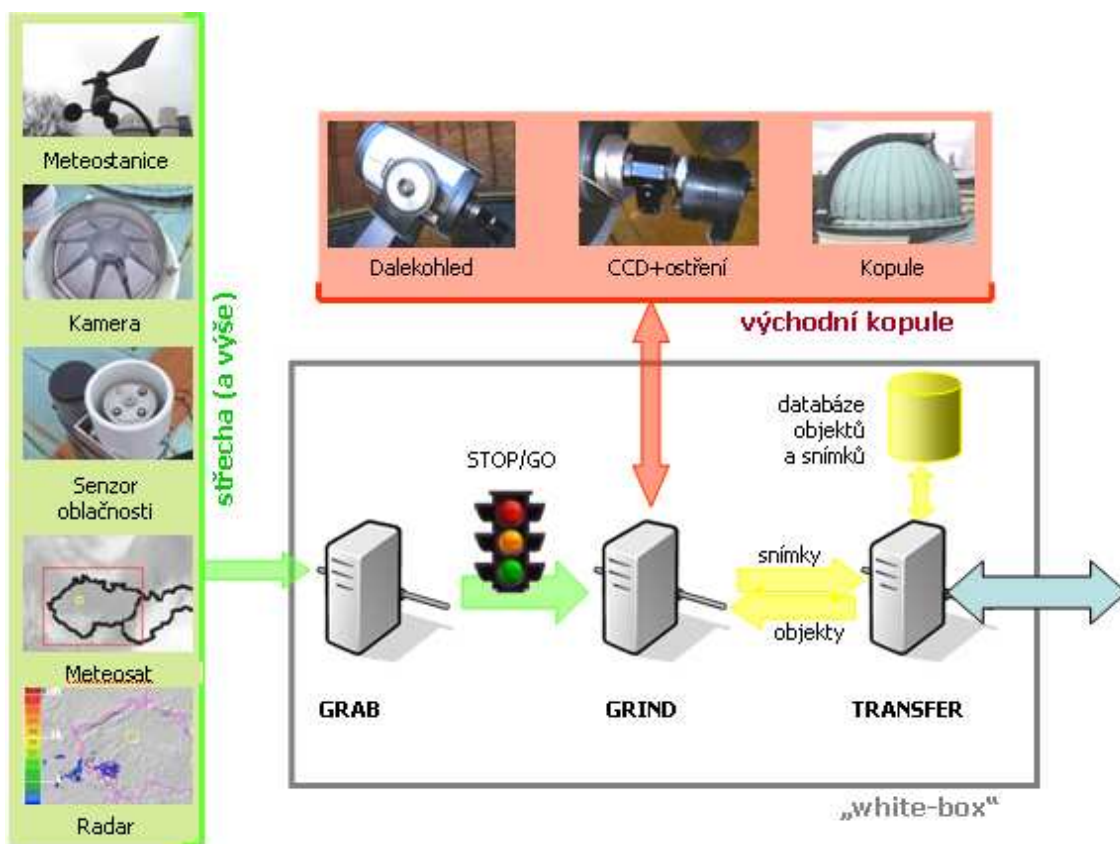 Meteostanice
Kamera
Senzor
oblačnosti
Meteosat
Radar
střecha (a výše)
Dalekohled
CCD+ostření
Kopule
východní kopule
databáze
objektů
a snímků
STOP/GO
snímky
objekty
GRAB
GRIND
TRANSFER
„white-box“